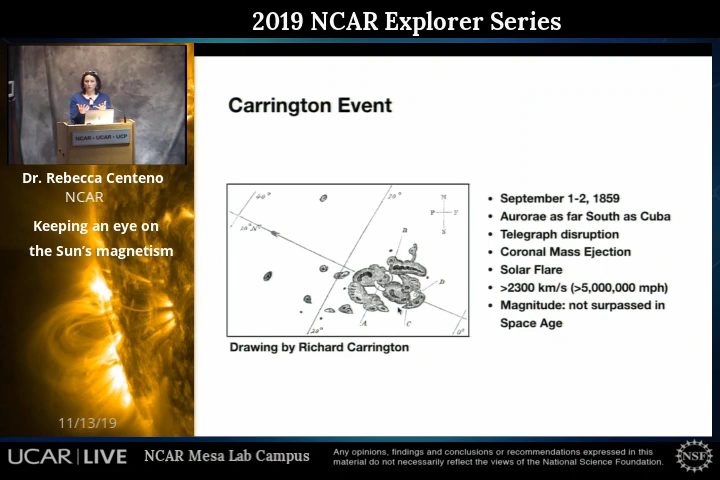 2019 NCAR Explorer Series
NCAR • UCAR • UCP
Dr. Rebecca Centeno
NCAR
Keeping an eye on
the Sun's magnetism
11/13/19
Carrington Event
40°
20°
N
P
F
S
B
D
A
C
20°
0°
Drawing by Richard Carrington
• September 1-2, 1859
• Aurorae as far South as Cuba
• Telegraph disruption
• Coronal Mass Ejection
• Solar Flare
• >2300 km/s (>5,000,000 mph)
• Magnitude: not surpassed in
Space Age
UCAR | LIVE
NCAR Mesa Lab Campus
Any opinions, findings and conclusions or recommendations expressed in this
material do not necessarily reflect the views of the National Science Foundation.
NSF